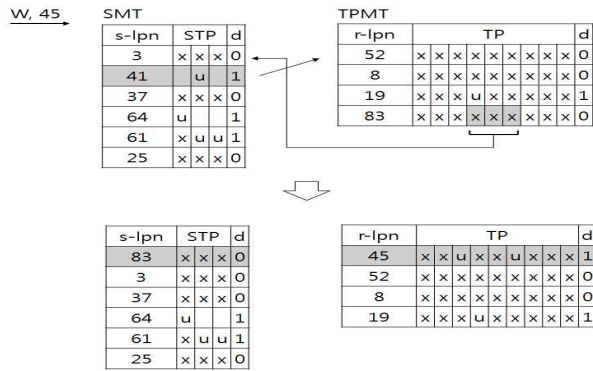 W, 45 SMT TPMT
s-lpn STP d r-lpn TP d
3 x x x 0 52 x x x x x x x x 0
41 u 1 8 x x x x x x x x 0
37 x x x 0 19 x x x u x x x x 1
64 u 1 83 x x x x x x x x 0
61 x u u 1
25 x x x 0
s-lpn STP d r-lpn TP d
83 x x x 0 45 x x u x x u x x x 1
3 x x x 0 52 x x x x x x x x x 0
37 x x x 0 8 x x x x x x x x x 0
64 u 1 19 x x x u x x x x x 1
61 x u u 1
25 x x x 0